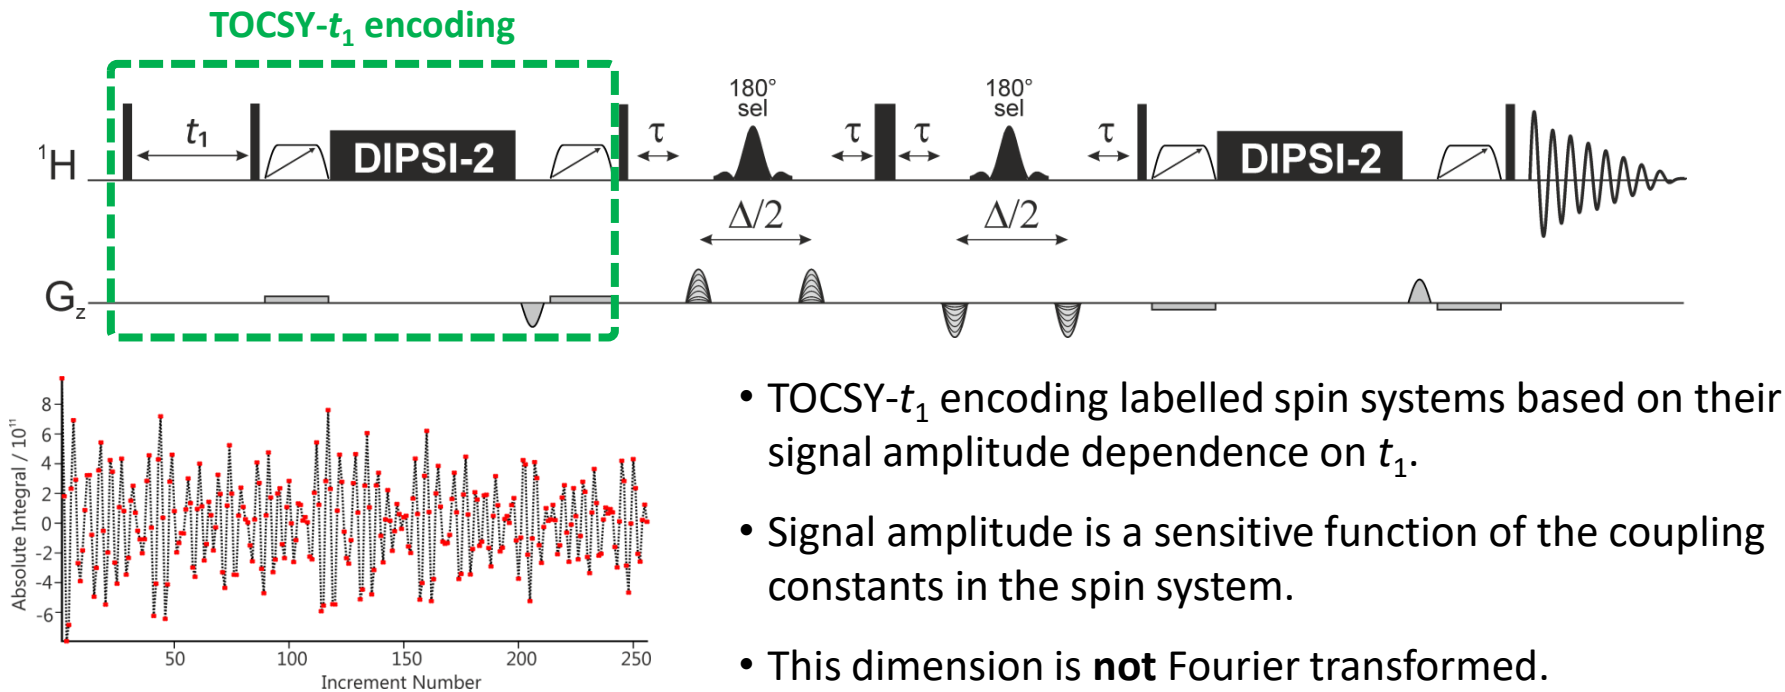 TOCSY-t₁ encoding
180°
sel
180°
sel
t₁
τ
τ
τ
τ
¹H
DIPSI-2
DIPSI-2
Δ/2
Δ/2
G_z
8
6
4
2
0
-2
-4
-6
Absolute Integral / 10¹¹
50
100
150
200
250
Increment Number
• TOCSY-t₁ encoding labelled spin systems based on their
signal amplitude dependence on t₁.
• Signal amplitude is a sensitive function of the coupling
constants in the spin system.
• This dimension is not Fourier transformed.